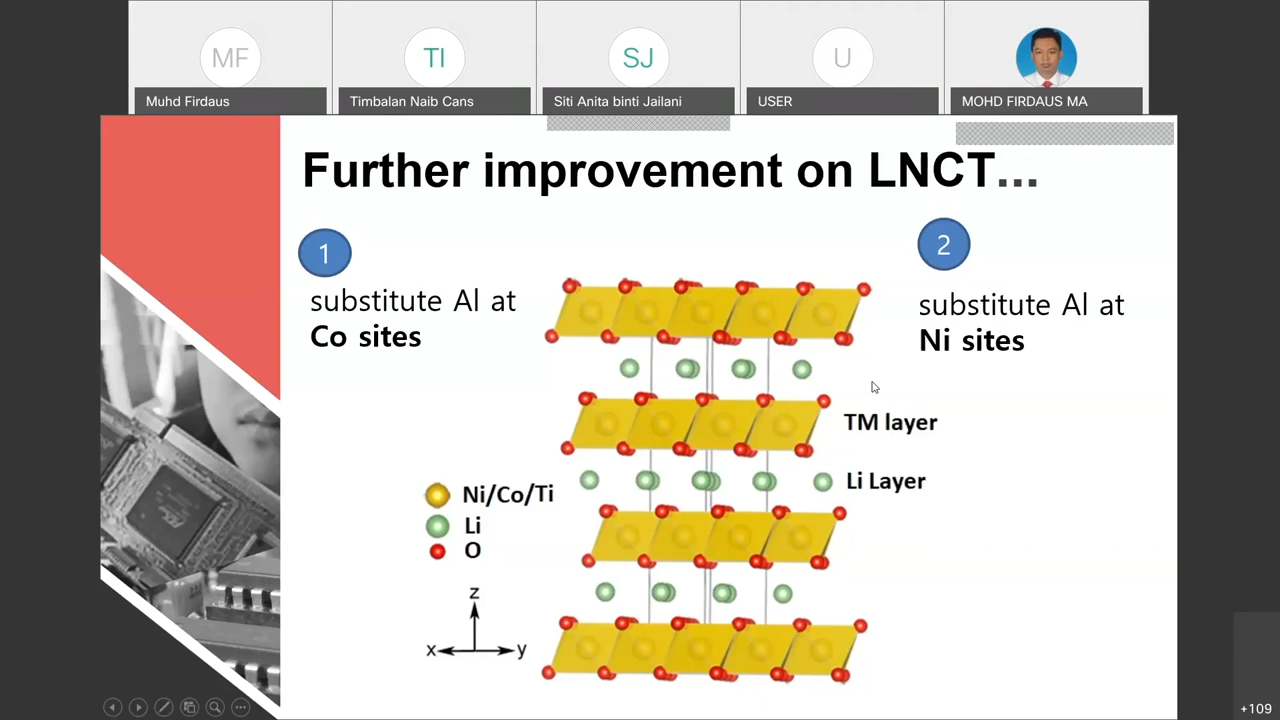 MF
TI
SJ
U
Muhd Firdaus
Timbalan Naib Cans
Siti Anita binti Jailani
USER
MOHD FIRDAUS MA
Further improvement on LNCT...
1
substitute Al at
Co sites
2
substitute Al at
Ni sites
TM layer
Li Layer
Ni/Co/Ti
Li
O
z
x
y
+109